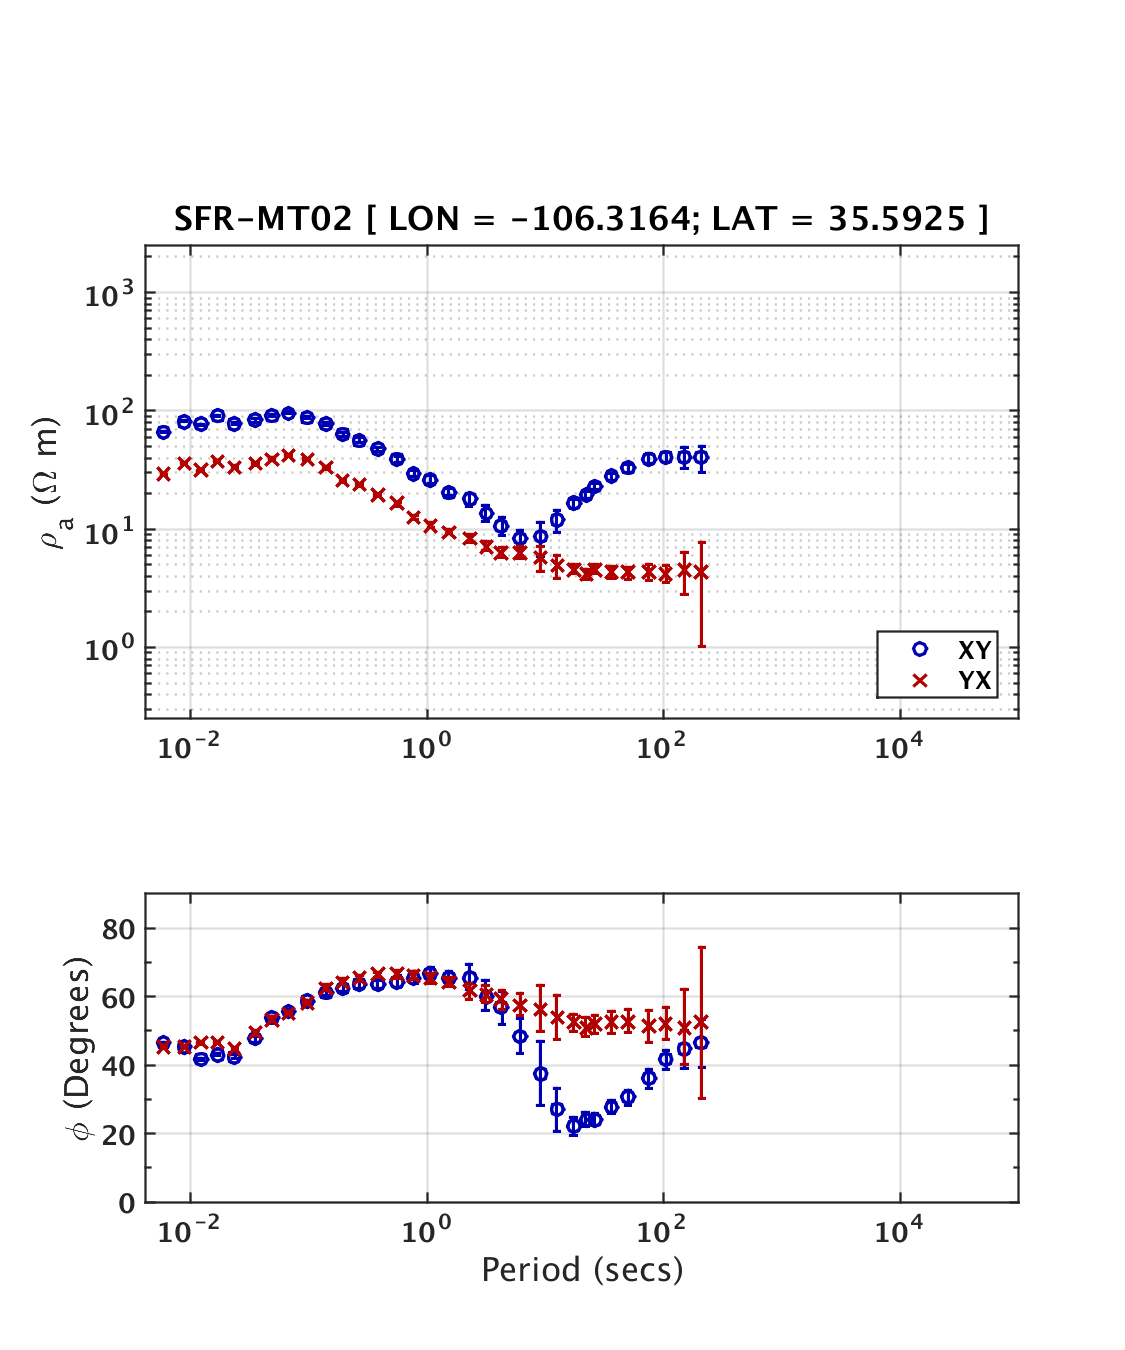 SFR-MT02 [ LON = -106.3164; LAT = 35.5925 ]
10³
10²
10¹
10⁰
ρₐ (Ω m)
XY
YX
10⁻² 10⁰ 10² 10⁴
80
60
40
20
0
ϕ (Degrees)
10⁻² 10⁰ 10² 10⁴
Period (secs)